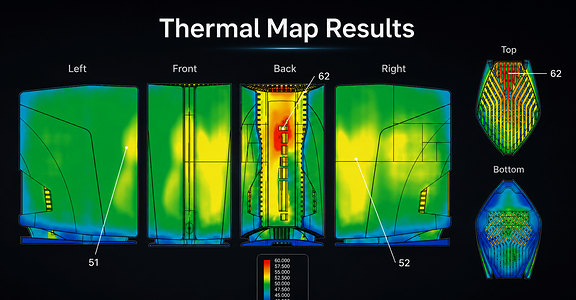 Thermal Map Results
Left
Front
Back
Right
Top
62
62
Bottom
51
52
60.000
57.500
55.000
52.500
50.000
47.500
45.000